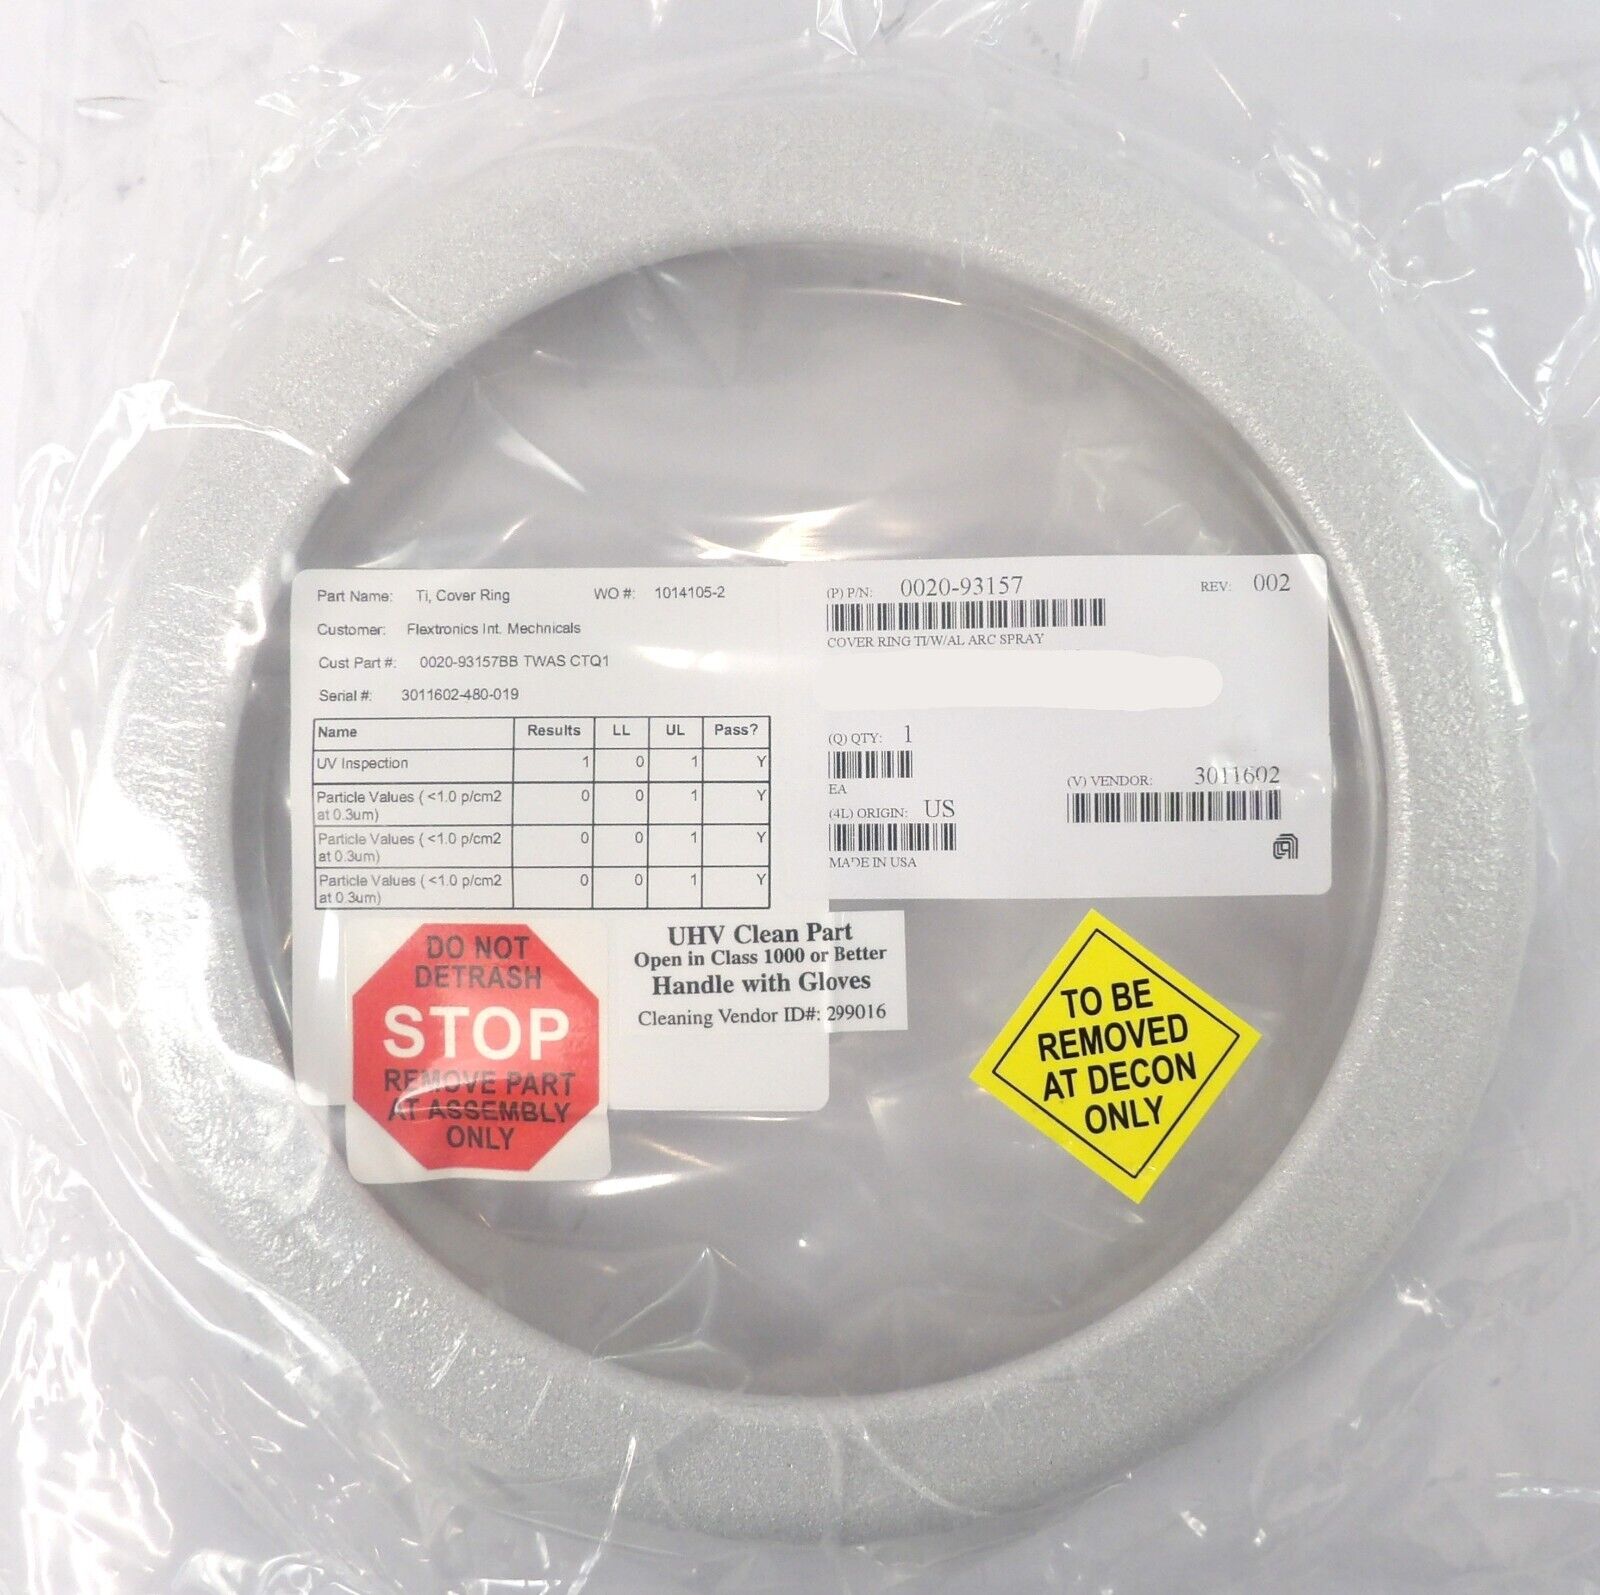 Part Name: Ti, Cover Ring WO #: 1014105-2
Customer: Flextronics Int. Mechnicals
Cust Part #: 0020-93157BB TWAS CTQ1
Serial #: 3011602-480-019
Name Results LL UL Pass?
UV Inspection 1 0 1 Y
Particle Values ( <1.0 p/cm2
at 0.3um) 0 0 1 Y
Particle Values ( <1.0 p/cm2
at 0.3um) 0 0 1 Y
Particle Values ( <1.0 p/cm2
at 0.3um) 0 0 1 Y
(P) P/N: 0020-93157 REV: 002
COVER RING TI/W/AL ARC SPRAY
(Q) QTY: 1
EA
(V) VENDOR: 3011602
(4L) ORIGIN: US
MADE IN USA
DO NOT
DETRASH
STOP
REMOVE PART
AT ASSEMBLY
ONLY
UHV Clean Part
Open in Class 1000 or Better
Handle with Gloves
Cleaning Vendor ID#: 299016
TO BE
REMOVED
AT DECON
ONLY